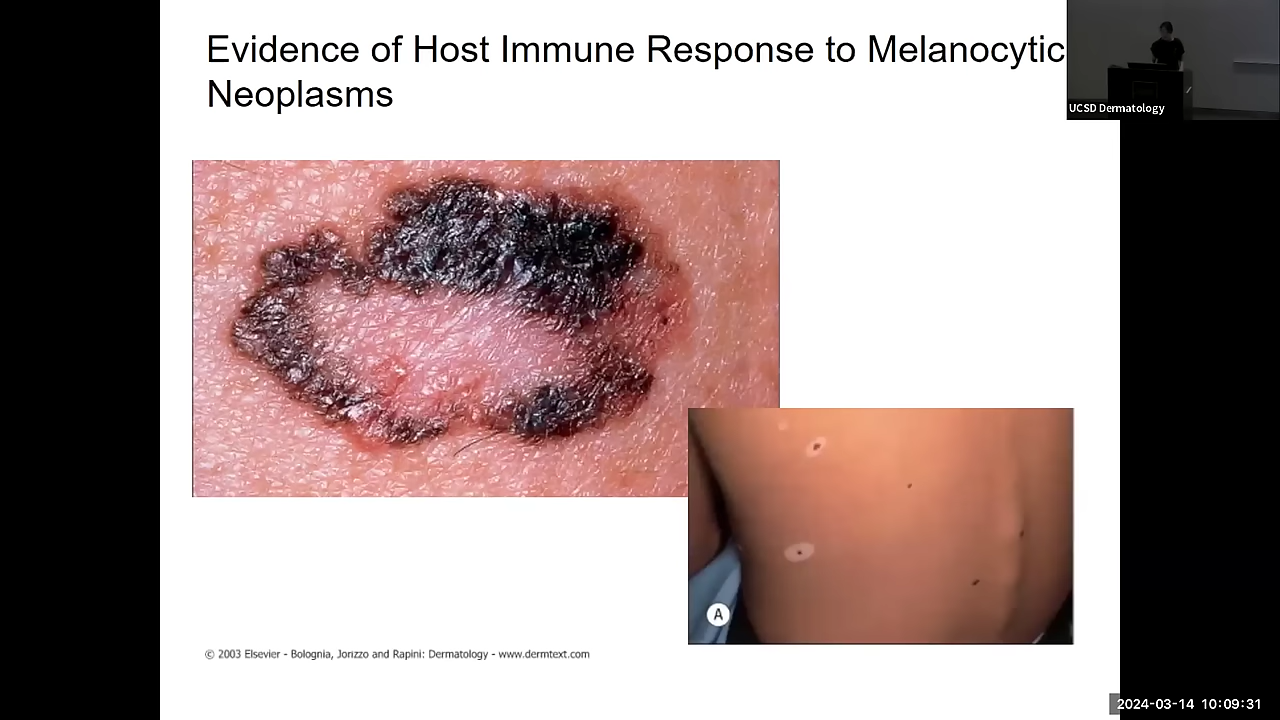 Evidence of Host Immune Response to Melanocytic
Neoplasms
UCSD Dermatology
A
© 2003 Elsevier - Bolognia, Jorizzo and Rapini: Dermatology - www.dermtext.com
2024-03-14 10:09:31